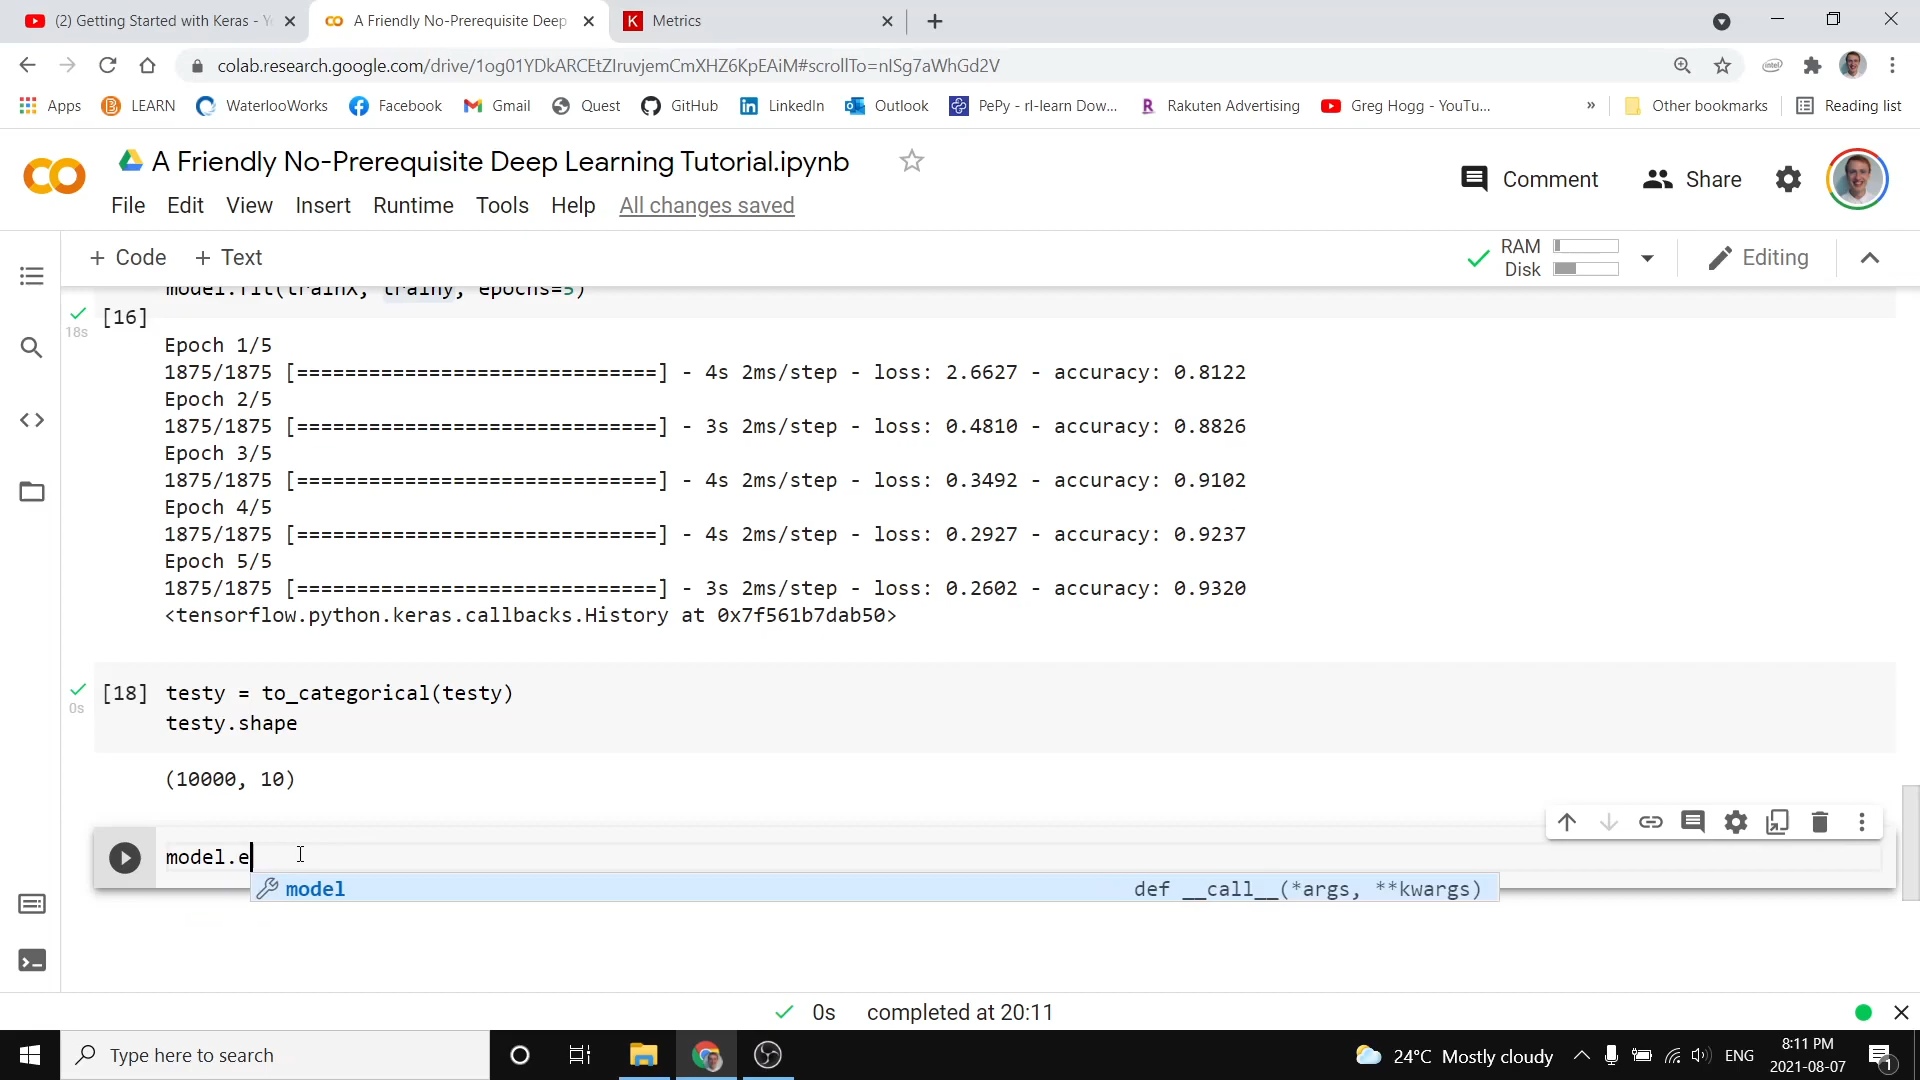 (2) Getting Started with Keras - Y
A Friendly No-Prerequisite Deep
K Metrics
colab.research.google.com/drive/1og01YDkARCEtZIruvjemCmXHZ6KpEAiM#scrollTo=nISg7aWhGd2V
Apps LEARN WaterlooWorks Facebook Gmail Quest GitHub LinkedIn Outlook PePy - rl-learn Dow... Rakuten Advertising Greg Hogg - YouTu... » Other bookmarks Reading list
A Friendly No-Prerequisite Deep Learning Tutorial.ipynb
Comment Share
File Edit View Insert Runtime Tools Help All changes saved
+ Code + Text
RAM
Disk
Editing
model.fit(trainX, trainy, epochs=5)
[16]
18s
Epoch 1/5
1875/1875 [==============================] - 4s 2ms/step - loss: 2.6627 - accuracy: 0.8122
Epoch 2/5
1875/1875 [==============================] - 3s 2ms/step - loss: 0.4810 - accuracy: 0.8826
Epoch 3/5
1875/1875 [==============================] - 4s 2ms/step - loss: 0.3492 - accuracy: 0.9102
Epoch 4/5
1875/1875 [==============================] - 4s 2ms/step - loss: 0.2927 - accuracy: 0.9237
Epoch 5/5
1875/1875 [==============================] - 3s 2ms/step - loss: 0.2602 - accuracy: 0.9320
<tensorflow.python.keras.callbacks.History at 0x7f561b7dab50>
[18] testy = to_categorical(testy)
0s
testy.shape
(10000, 10)
model.e
model def __call__(*args, **kwargs)
0s completed at 20:11
Type here to search
24°C Mostly cloudy
ENG
8:11 PM
2021-08-07
1